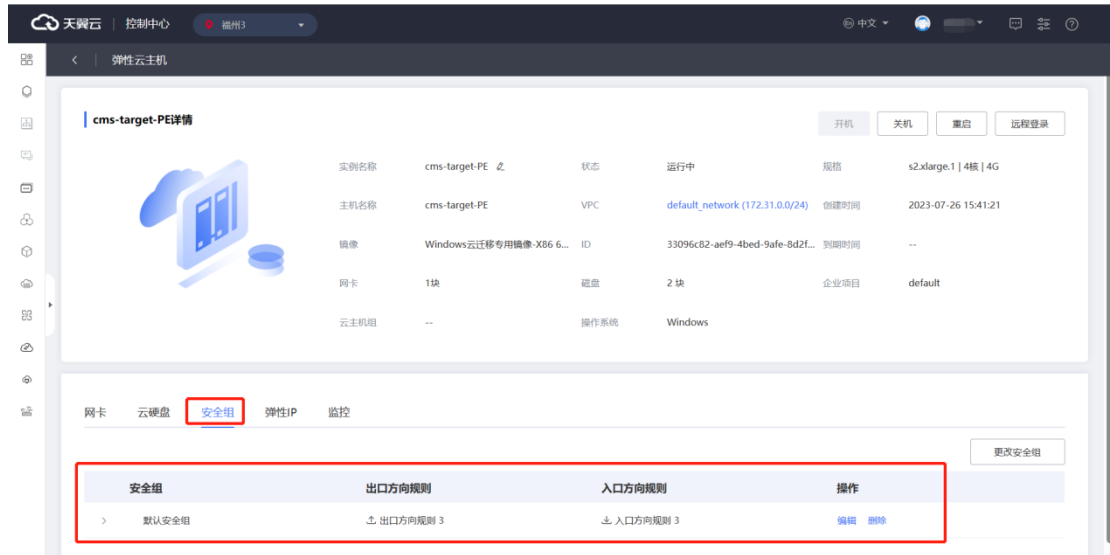 天翼云 控制中心 福州3 中文
弹性云主机
cms-target-PE详情 开机 关机 重启 远程登录
实例名称 cms-target-PE 状态 运行中 规格 s2.xlarge.1 | 4核 | 4G
主机名称 cms-target-PE VPC default_network (172.31.0.0/24) 创建时间 2023-07-26 15:41:21
镜像 Windows云迁移专用镜像-X86 6... ID 33096c82-aef9-4bed-9afe-8d2f... 到期时间 --
网卡 1块 磁盘 2 块 企业项目 default
云主机组 -- 操作系统 Windows
网卡 云硬盘 安全组 弹性IP 监控
更改安全组
安全组 出口方向规则 入口方向规则 操作
默认安全组 出口方向规则 3 入口方向规则 3 编辑 删除